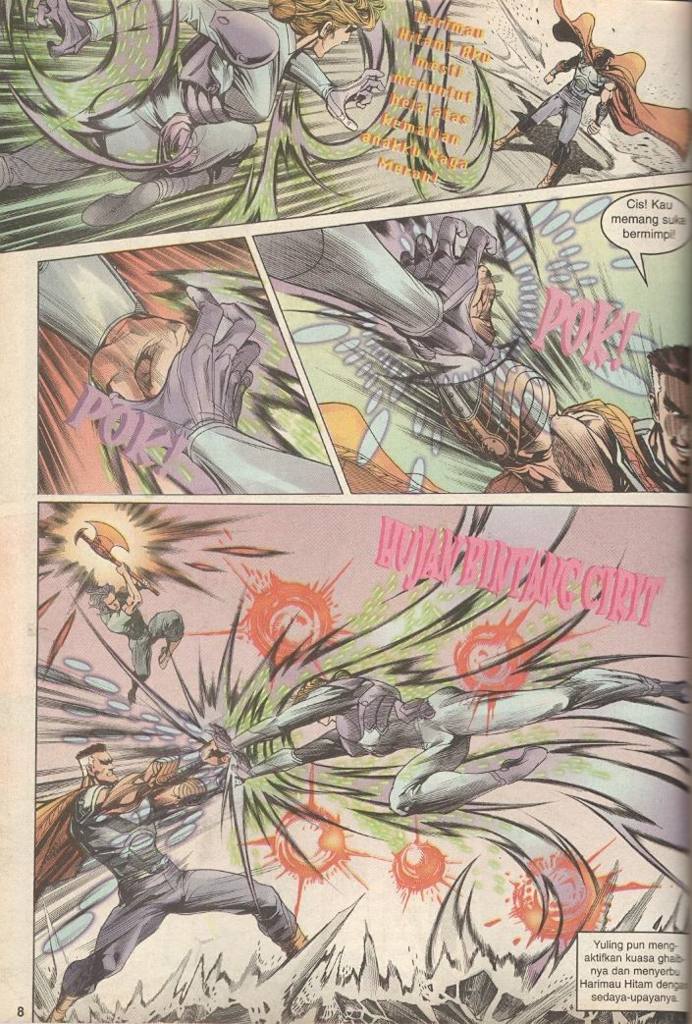 Harimau
Hitam! Aku
mesti
menuntut
bela atas
kematian
anakku Naga
Merah!
Cis! Kau
memang suka
bermimpi!
POK!
POK!
HUJAN BINTANG CIRIT
Yuling pun meng-
aktifkan kuasa ghaib-
nya dan menyerbu
Harimau Hitam dengan
sedaya-upayanya.
8